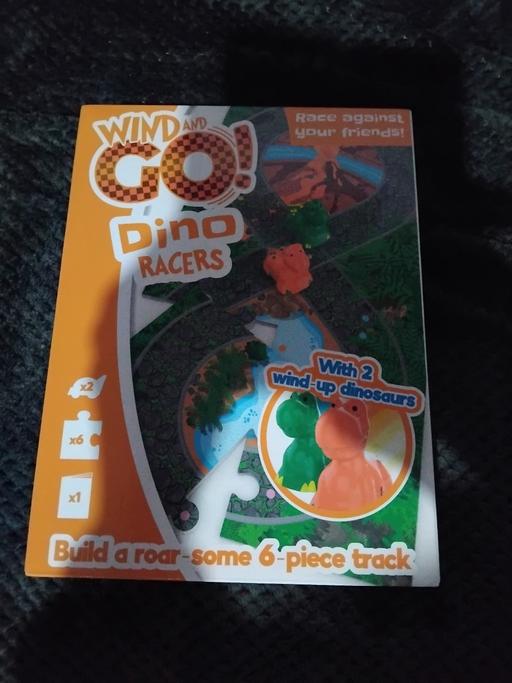 WIND AND
GO!
Dino
RACERS
Race against
your friends!
With 2
wind-up dinosaurs
x2
x6
x1
Build a roar-some 6-piece track